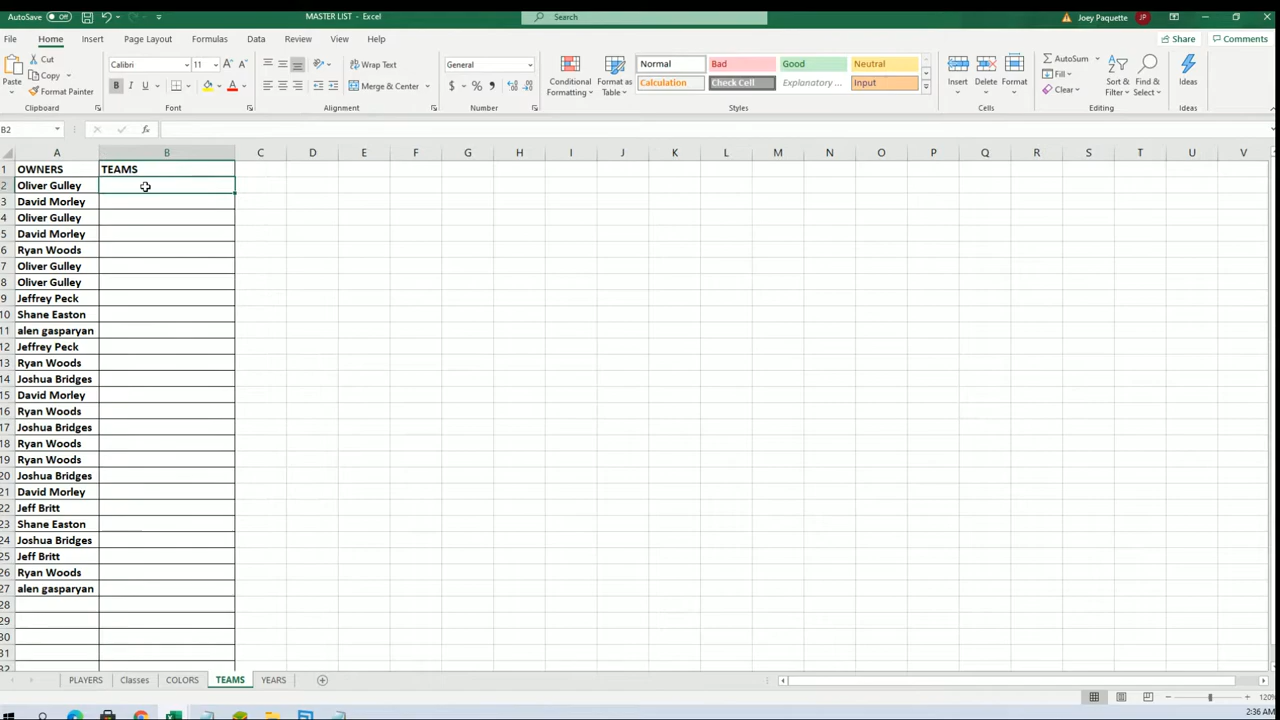 AutoSave Off MASTER LIST - Excel Search Joey Paquette JP
File Home Insert Draw Page Layout Formulas Data Review View Help Share Comments
Paste Cut Copy Format Painter Clipboard
Calibri 11 B I U Font
Wrap Text Merge & Center Alignment
General $ % Number
Conditional Formatting Format as Table
Normal Bad Good Neutral
Calculation Check Cell Explanatory ... Input
Styles
Insert Delete Format Cells
AutoSum Fill Clear Sort & Filter Find & Select Editing
Ideas Ideas
B2 fx
A B C D E F G H I J K L M N O P Q R S T U V
1 OWNERS TEAMS
2 Oliver Gulley
3 David Morley
4 Oliver Gulley
5 David Morley
6 Ryan Woods
7 Oliver Gulley
8 Oliver Gulley
9 Jeffrey Peck
10 Shane Easton
11 alen gasparyan
12 Jeffrey Peck
13 Ryan Woods
14 Joshua Bridges
15 David Morley
16 Ryan Woods
17 Joshua Bridges
18 Ryan Woods
19 Ryan Woods
20 Joshua Bridges
21 David Morley
22 Jeff Britt
23 Shane Easton
24 Joshua Bridges
25 Jeff Britt
26 Ryan Woods
27 alen gasparyan
28
29
30
31
32
PLAYERS Classes COLORS TEAMS YEARS
120%
2:36 AM